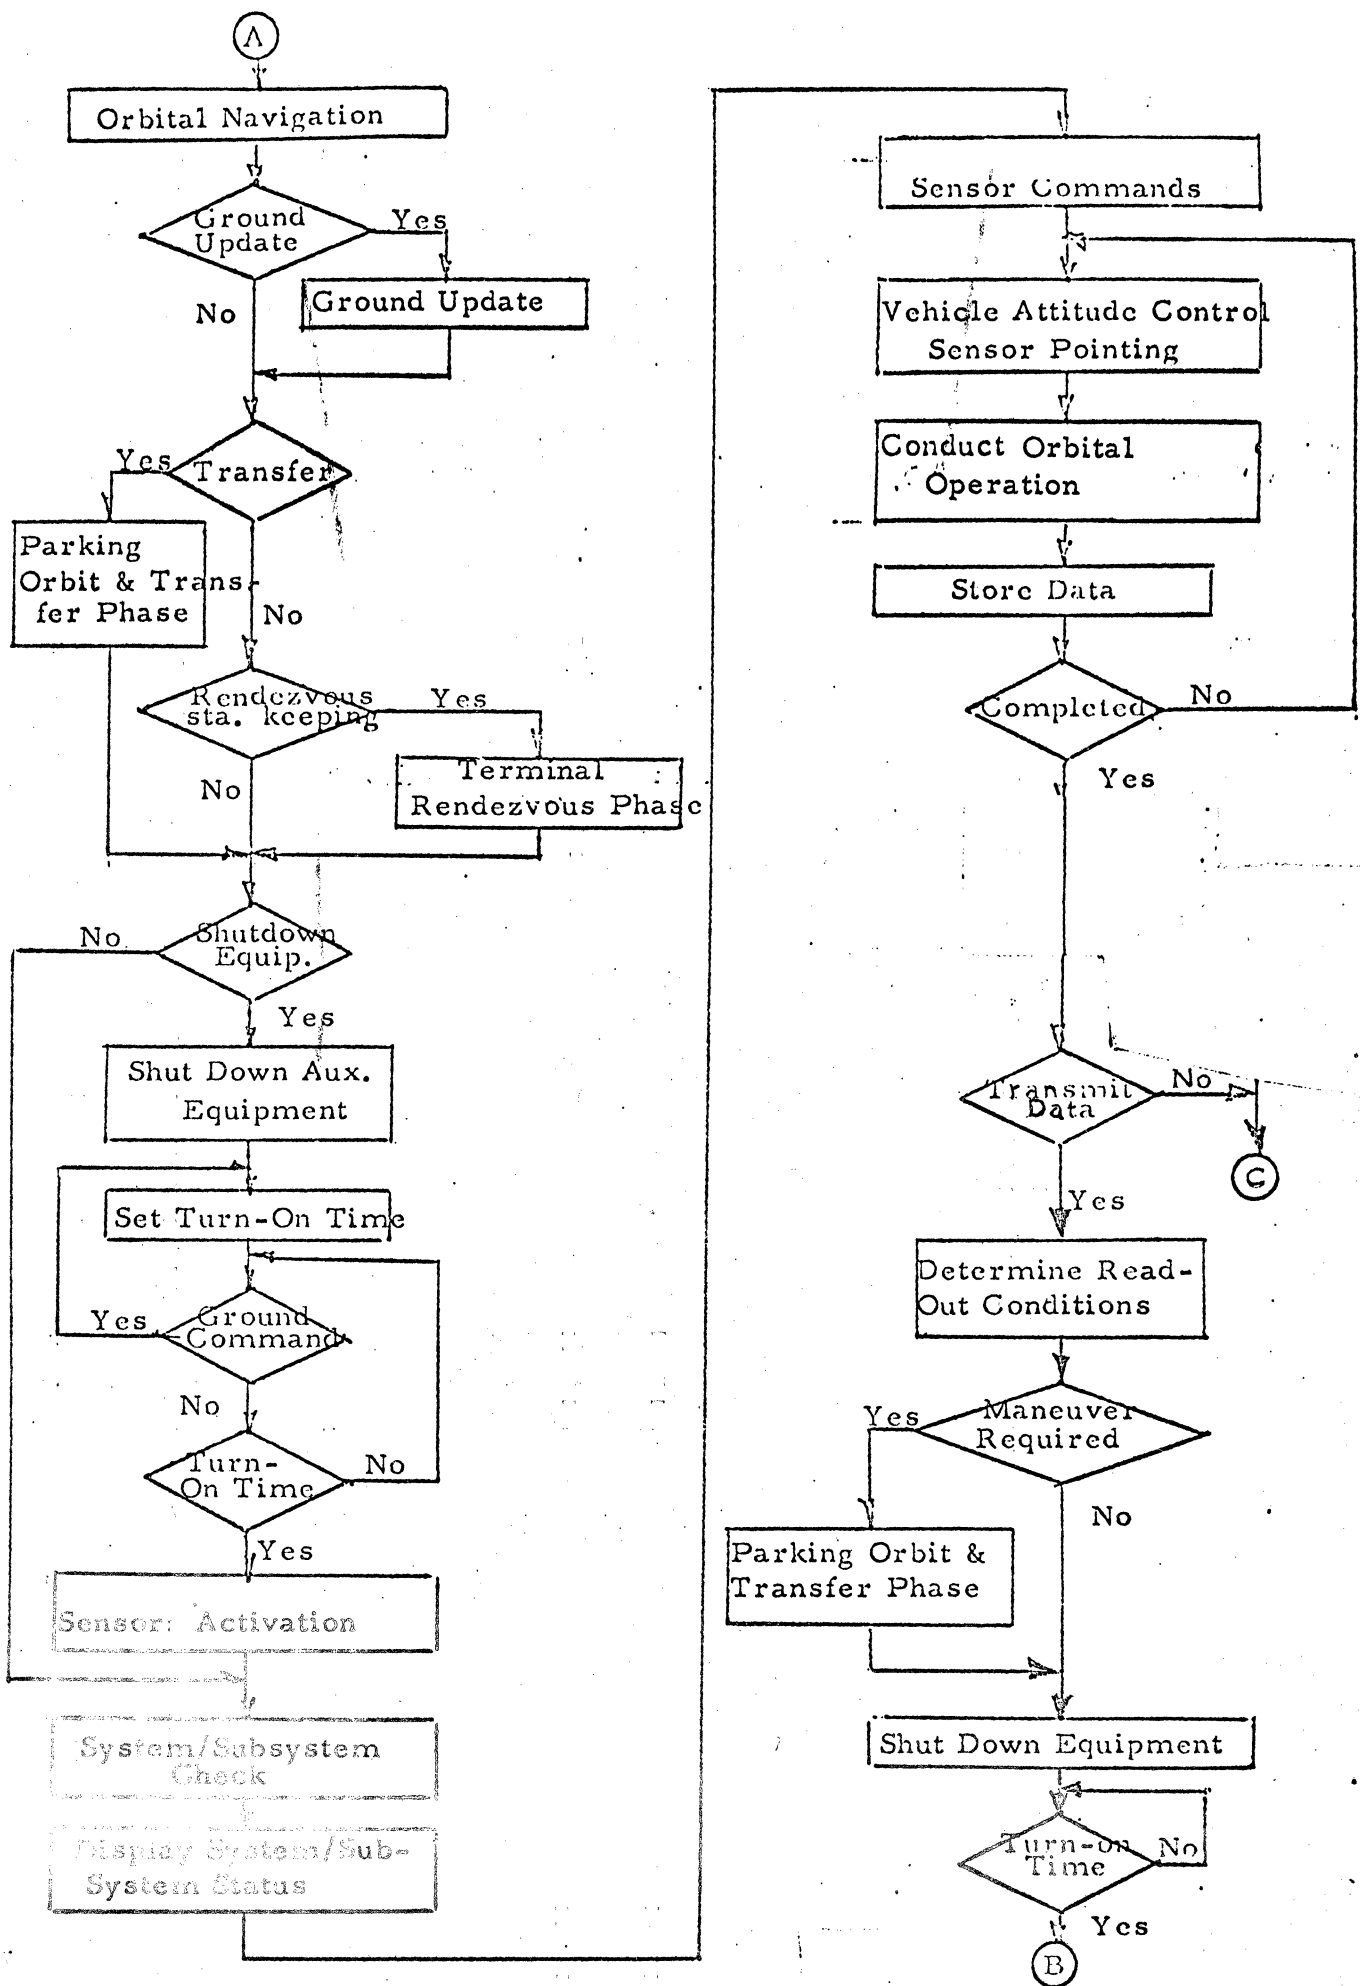 A
Orbital Navigation
Ground
Update
Yes
No
Ground Update
Yes
Transfer
Parking
Orbit & Trans-
fer Phase
No
Rendezvous
sta. keeping
Yes
No
Terminal
Rendezvous Phase
No
Shutdown
Equip.
Yes
Shut Down Aux.
Equipment
Set Turn-On Time
Yes
Ground
Command
No
Turn-
On Time
No
Yes
Sensor: Activation
System/Subsystem
Check
Display System/Sub-
System Status
Sensor Commands
Vehicle Attitude Control
Sensor Pointing
Conduct Orbital
Operation
Store Data
Completed
No
Yes
Transmit
Data
No
C
Yes
Determine Read-
Out Conditions
Yes
Maneuver
Required
No
Parking Orbit &
Transfer Phase
Shut Down Equipment
Turn-on
Time
No
Yes
B